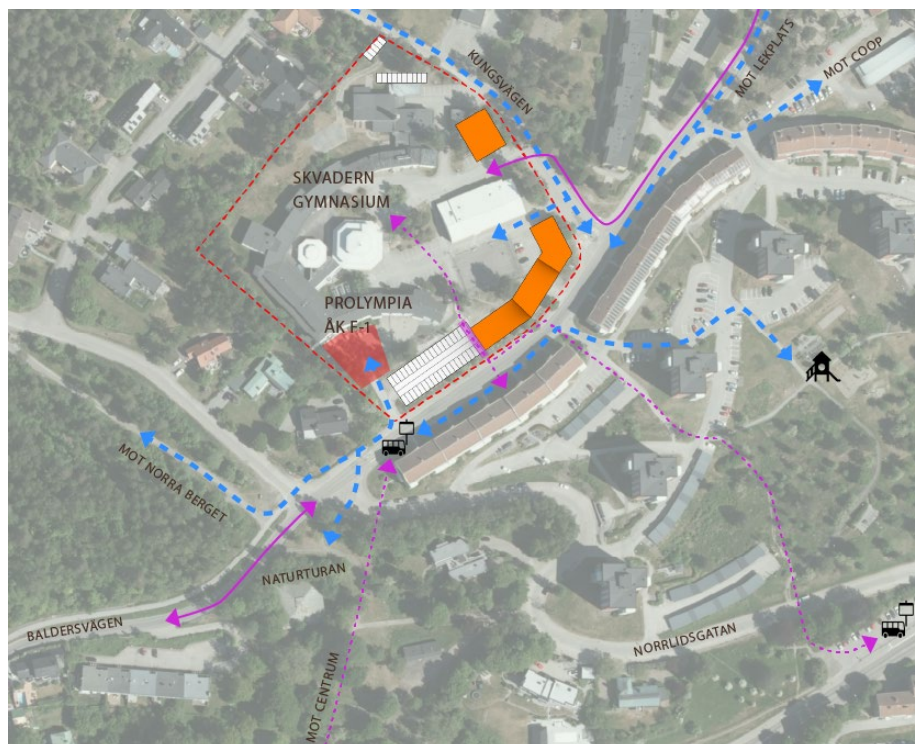 KUNGSVÄGEN
MOT LEKPLATS
MOT COOP
SKVADERN
GYMNASIUM
PROLYMPIA
ÅK F-1
MOT NORRA BERGET
NATURTURAN
BALDERSVÄGEN
MOT CENTRUM
NORRLIDSGATAN